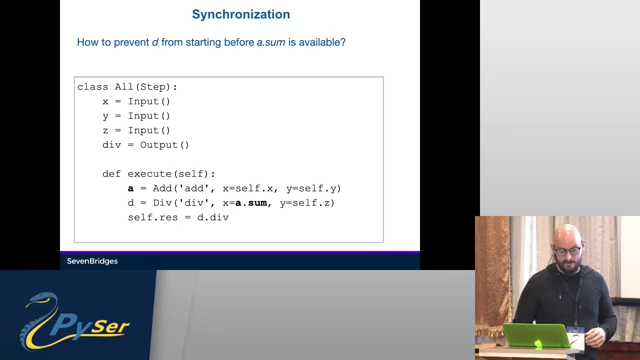 Synchronization
How to prevent d from starting before a.sum is available?
class All(Step):
    x = Input()
    y = Input()
    z = Input()
    div = Output()
    def execute(self):
        a = Add('add', x=self.x, y=self.y)
        d = Div('div', x=a.sum, y=self.z)
        self.res = d.div
SevenBridges
PySer